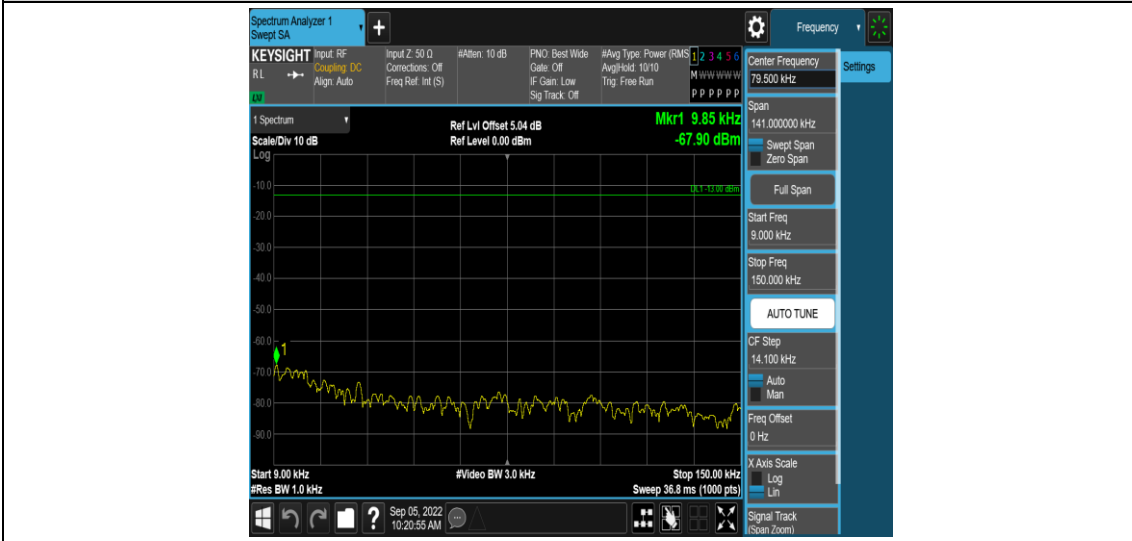 Spectrum Analyzer 1
Swept SA
+
Frequency
KEYSIGHT
RL
Input: RF
Coupling: DC
Align: Auto
Input Z: 50 Ω
Corrections: Off
Freq Ref: Int (S)
#Atten: 10 dB
PNO: Best Wide
Gate: Off
IF Gain: Low
Sig Track: Off
#Avg Type: Power (RMS
Avg|Hold: 10/10
Trig: Free Run
1 2 3 4 5 6
M W W W W W
P P P P P P
1 Spectrum
Scale/Div 10 dB
Log
Ref Lvl Offset 5.04 dB
Ref Level 0.00 dBm
Mkr1 9.85 kHz
-67.90 dBm
DL1 -13.00 dBm
-10.0
-20.0
-30.0
-40.0
-50.0
-60.0
-70.0
-80.0
-90.0
1
Start 9.00 kHz
#Res BW 1.0 kHz
#Video BW 3.0 kHz
Stop 150.00 kHz
Sweep 36.8 ms (1000 pts)
Center Frequency
79.500 kHz
Settings
Span
141.000000 kHz
Swept Span
Zero Span
Full Span
Start Freq
9.000 kHz
Stop Freq
150.000 kHz
AUTO TUNE
CF Step
14.100 kHz
Auto
Man
Freq Offset
0 Hz
X Axis Scale
Log
Lin
Signal Track
(Span Zoom)
?
Sep 05, 2022
10:20:55 AM